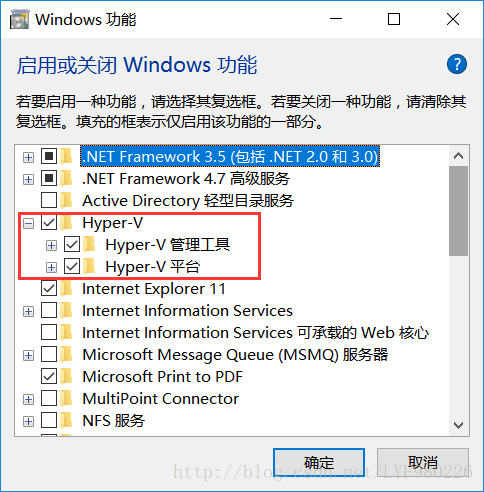 Windows 功能
启用或关闭 Windows 功能
若要启用一种功能，请选择其复选框。若要关闭一种功能，请清除其
复选框。填充的框表示仅启用该功能的一部分。
.NET Framework 3.5 (包括 .NET 2.0 和 3.0)
.NET Framework 4.7 高级服务
Active Directory 轻型目录服务
Hyper-V
Hyper-V 管理工具
Hyper-V 平台
Internet Explorer 11
Internet Information Services
Internet Information Services 可承载的 Web 核心
Microsoft Message Queue (MSMQ) 服务器
Microsoft Print to PDF
MultiPoint Connector
NFS 服务
确定
取消
http://blog.csdn.net/LYF980226